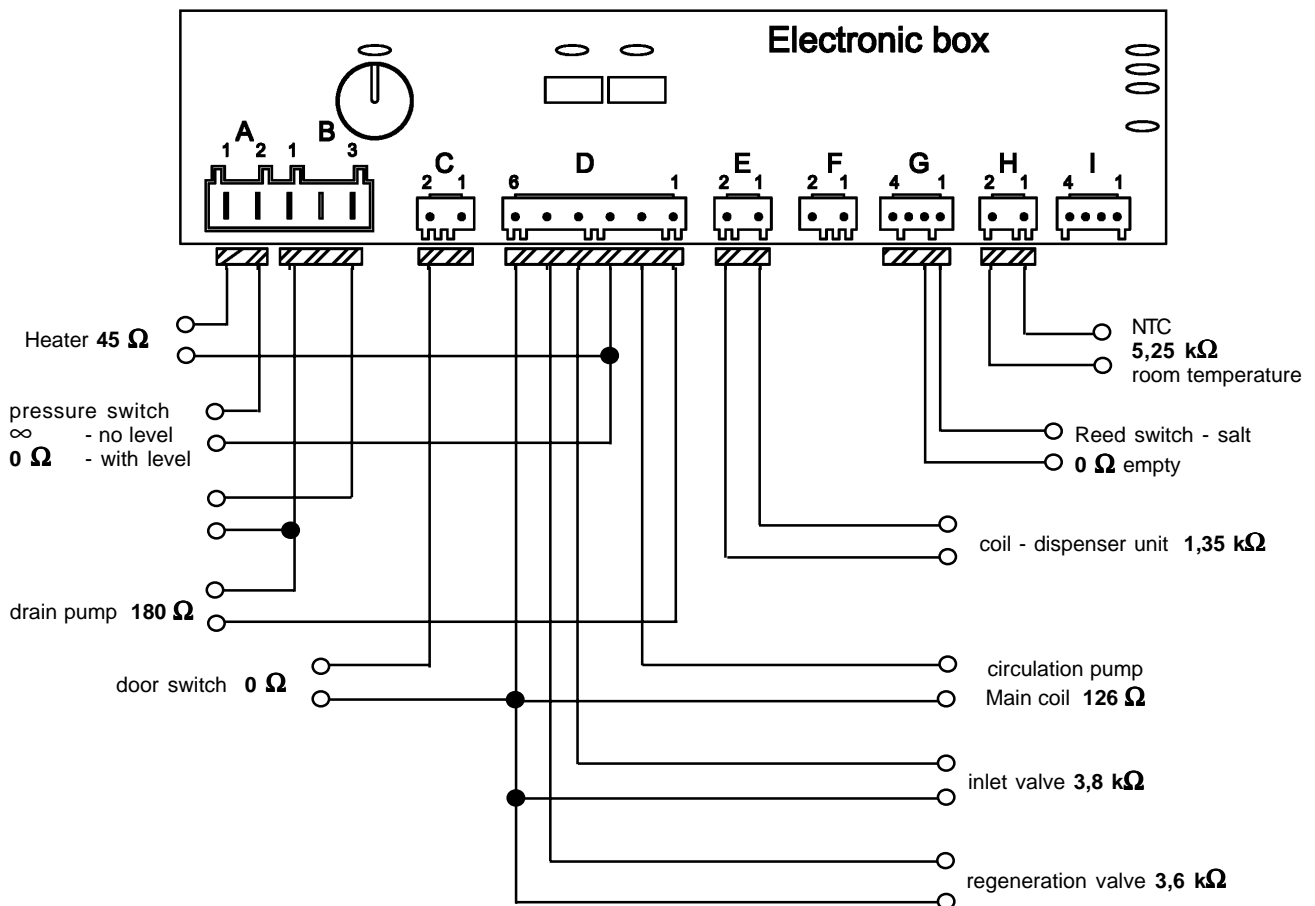 Electronic box
A B
1 2 1 3
C D E F G H I
2 1 6 1 2 1 2 1 4 1 2 1 4 1
Heater 45 Ω
pressure switch
∞ - no level
0 Ω - with level
drain pump 180 Ω
door switch 0 Ω
NTC
5,25 kΩ
room temperature
Reed switch - salt
0 Ω empty
coil - dispenser unit 1,35 kΩ
circulation pump
Main coil 126 Ω
inlet valve 3,8 kΩ
regeneration valve 3,6 kΩ